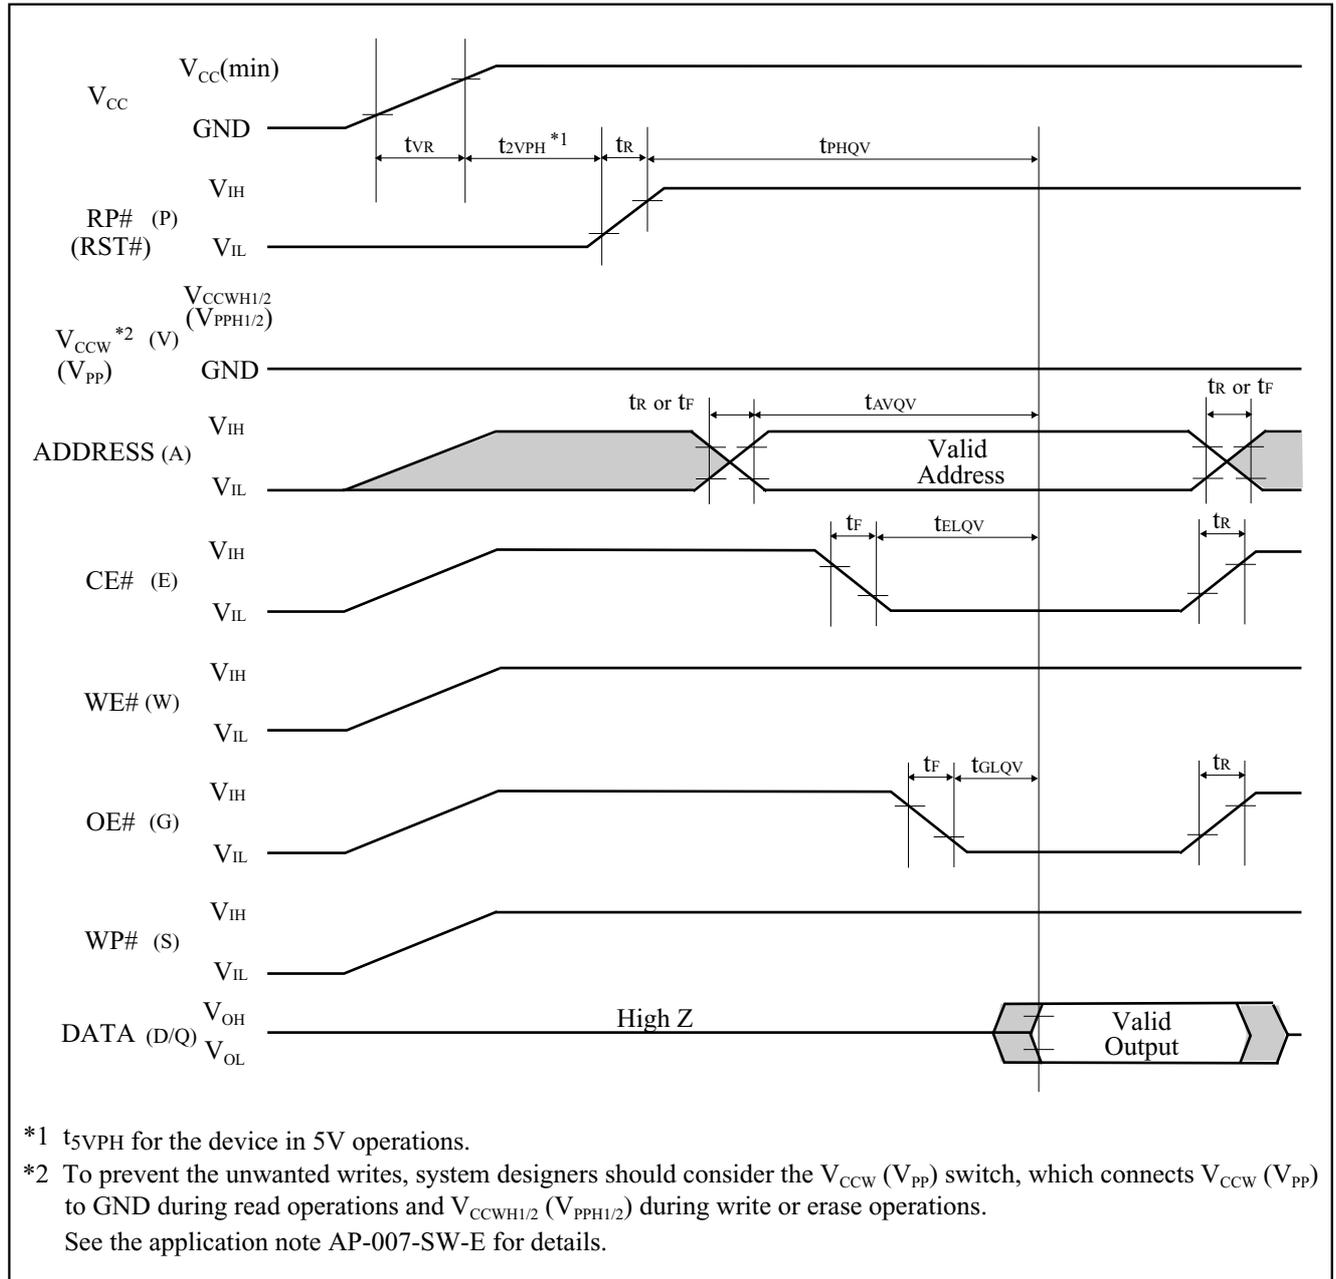 VCC(min)
VCC
GND
tVR t2VPH *1 tR tPHQV
VIH
RP# (P)
(RST#)
VIL
VCCWH1/2
(VPPH1/2)
VCCW *2 (V)
(VPP)
GND
tR or tF tAVQV tR or tF
VIH
ADDRESS (A)
Valid
Address
VIL
tF tELQV tR
VIH
CE# (E)
VIL
VIH
WE# (W)
VIL
tF tGLQV tR
VIH
OE# (G)
VIL
VIH
WP# (S)
VIL
VOH
DATA (D/Q)
VOL
High Z
Valid
Output
*1 t5VPH for the device in 5V operations.
*2 To prevent the unwanted writes, system designers should consider the VCCW (VPP) switch, which connects VCCW (VPP)
to GND during read operations and VCCWH1/2 (VPPH1/2) during write or erase operations.
See the application note AP-007-SW-E for details.